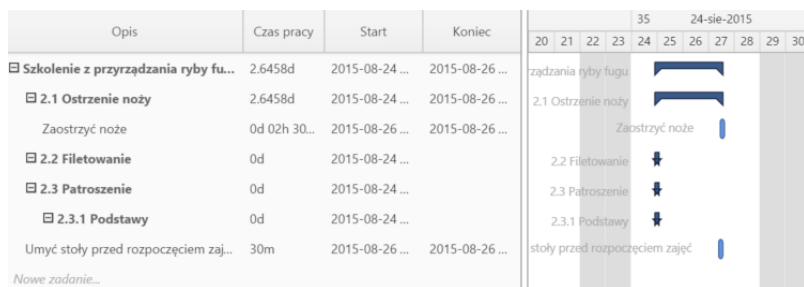 Opis Czas pracy Start Koniec 35 24-sie-2015
20 21 22 23 24 25 26 27 28 29 30
Szkolenie z przyrządzania ryby fu... 2.6458d 2015-08-24 ... 2015-08-26 ... rządzania ryby fugu
2.1 Ostrzenie noży 2.6458d 2015-08-24 ... 2015-08-26 ... 2.1 Ostrzenie noży
Zaostrzyć noże 0d 02h 30... 2015-08-26 ... 2015-08-26 ... Zaostrzyć noże
2.2 Filetowanie 0d 2015-08-24 ... 2.2 Filetowanie
2.3 Patroszenie 0d 2015-08-24 ... 2.3 Patroszenie
2.3.1 Podstawy 0d 2015-08-24 ... 2.3.1 Podstawy
Umyć stoły przed rozpoczęciem zaj... 30m 2015-08-26 ... 2015-08-26 ... stoły przed rozpoczęciem zajęć
Nowe zadanie...